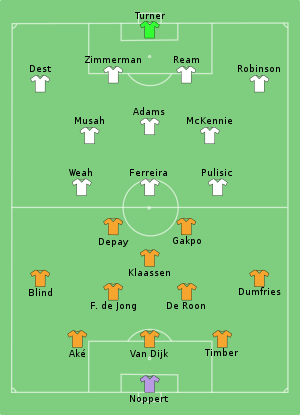 Turner
Zimmerman Ream
Dest Robinson
Adams
Musah McKennie
Weah Ferreira Pulisic
Depay Gakpo
Klaassen
Blind F. de Jong De Roon Dumfries
Aké Van Dijk Timber
Noppert